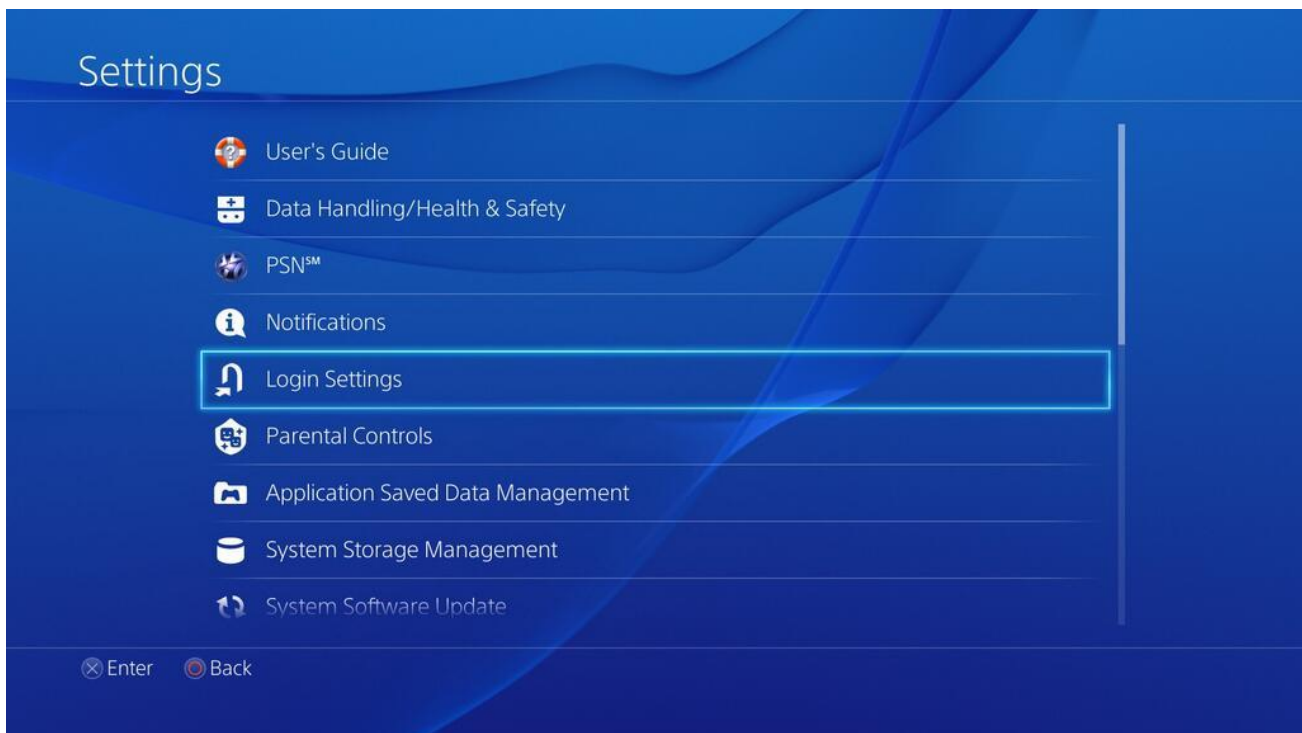 Settings
User's Guide
Data Handling/Health & Safety
PSN℠
Notifications
Login Settings
Parental Controls
Application Saved Data Management
System Storage Management
System Software Update
Enter Back